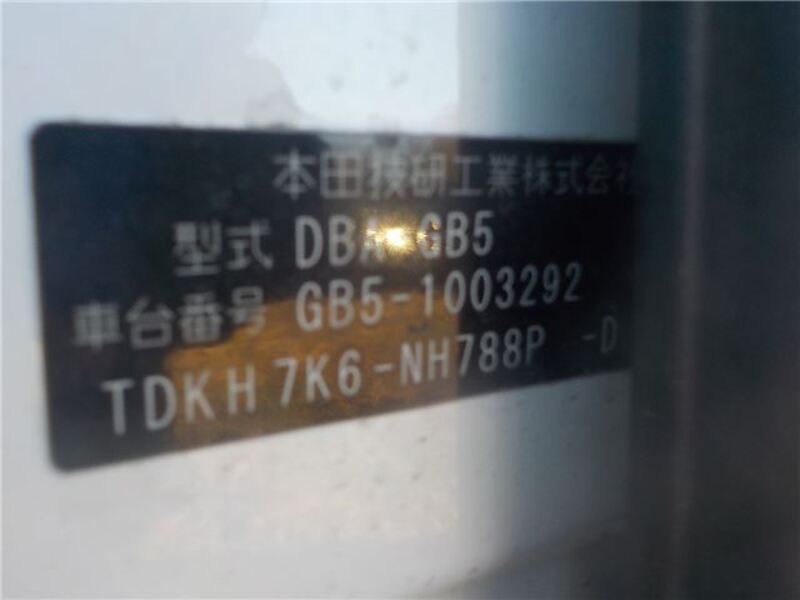 本田技研工業株式会社
型式 DBA-GB5
車台番号 GB5-1003292
TDKH 7K6-NH788P -D